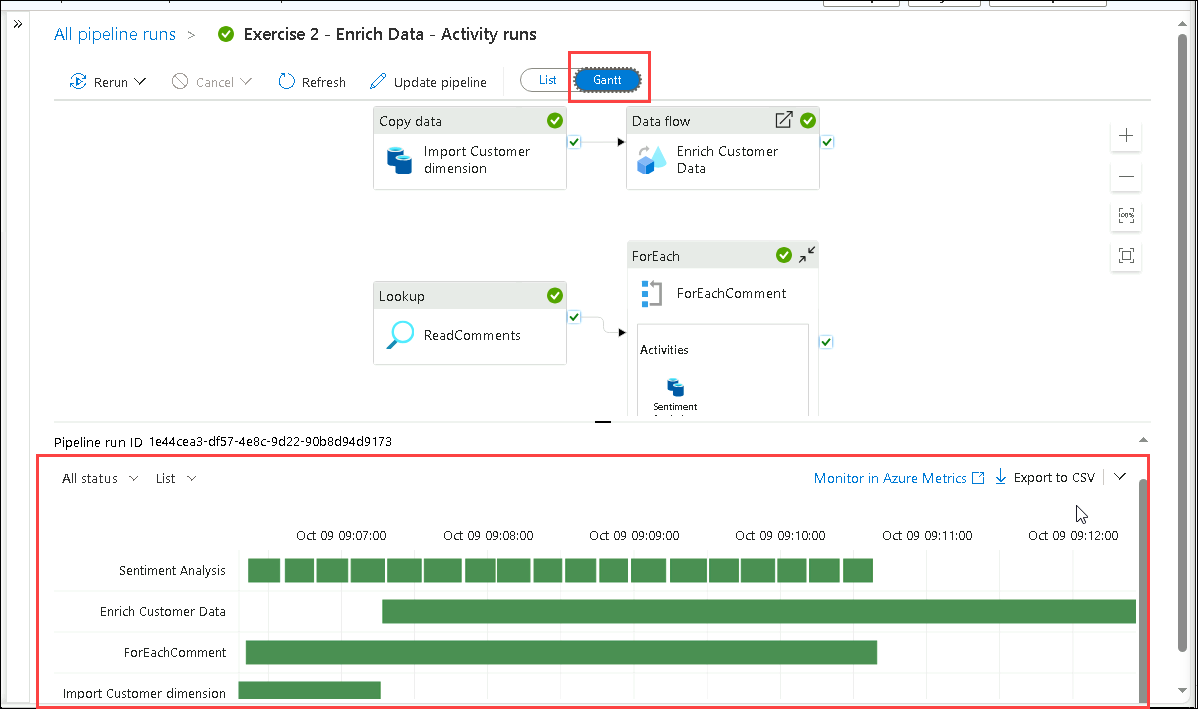 All pipeline runs > Exercise 2 - Enrich Data - Activity runs
Rerun Cancel Refresh Update pipeline List Gantt
Copy data
Import Customer
dimension
Data flow
Enrich Customer
Data
100%
Lookup
ReadComments
ForEach
ForEachComment
Activities
Sentiment
Pipeline run ID 1e44cea3-df57-4e8c-9d22-90b8d94d9173
All status List Monitor in Azure Metrics Export to CSV
Oct 09 09:07:00 Oct 09 09:08:00 Oct 09 09:09:00 Oct 09 09:10:00 Oct 09 09:11:00 Oct 09 09:12:00
Sentiment Analysis
Enrich Customer Data
ForEachComment
Import Customer dimension